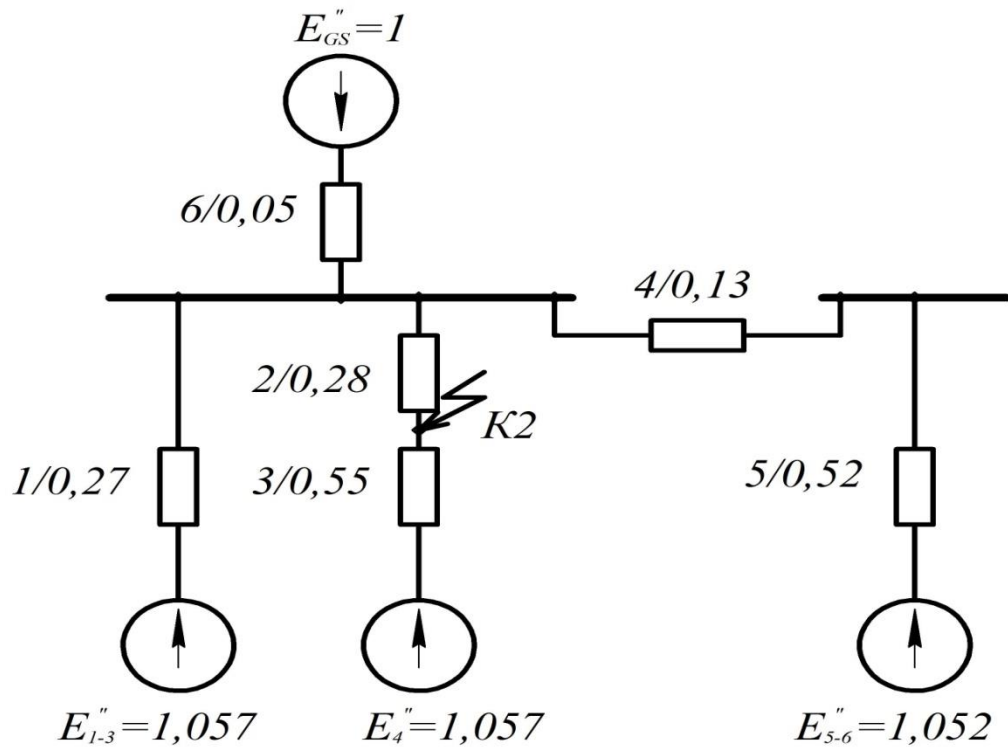 E"GS=1
6/0,05
4/0,13
2/0,28
K2
1/0,27
3/0,55
5/0,52
E"1-3=1,057
E"4=1,057
E"5-6=1,052